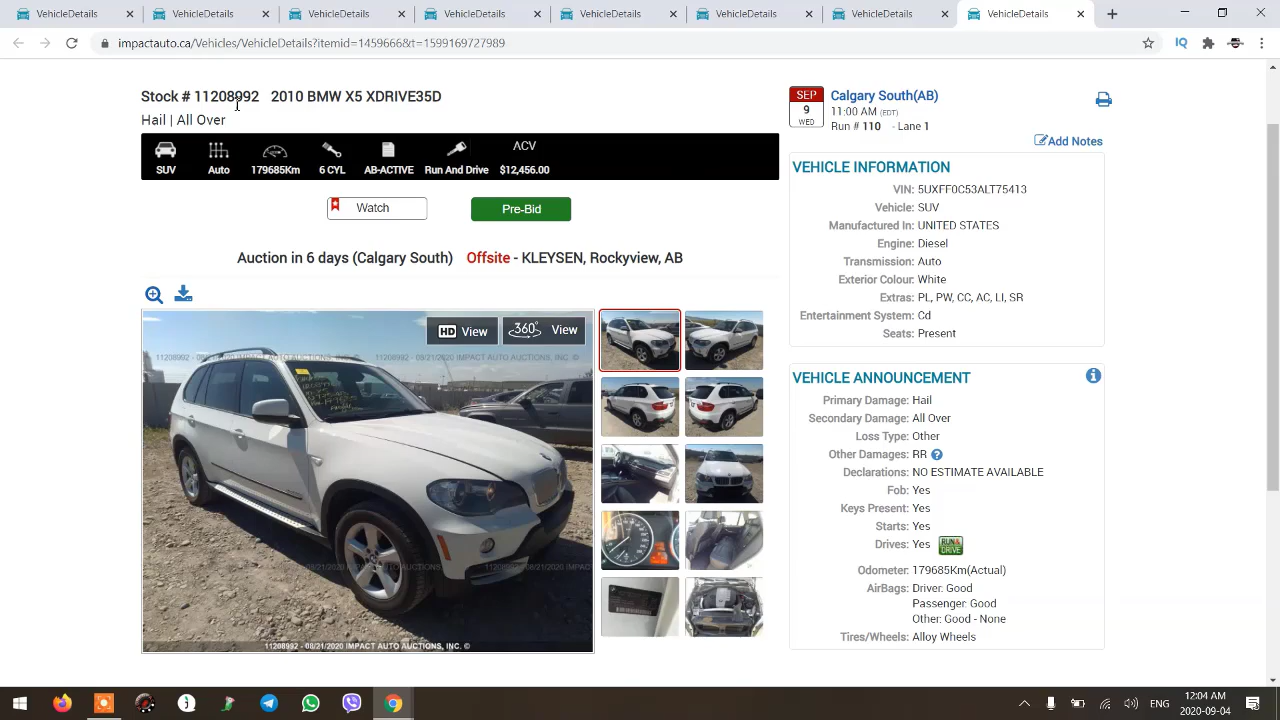 VehicleDetails VehicleDetails VehicleDetails VehicleDetails VehicleDetails VehicleDetails VehicleDetails VehicleDetails
impactauto.ca/Vehicles/VehicleDetails?itemid=1459666&t=1599169727989
IQ
Stock # 11208992 2010 BMW X5 XDRIVE35D
Hail | All Over
ACV
SUV Auto 179685Km 6 CYL AB-ACTIVE Run And Drive $12,456.00
Watch Pre-Bid
Auction in 6 days (Calgary South) Offsite - KLEYSEN, Rockyview, AB
HD View 360° View
11208992 - 08/21/2020 IMPACT AUTO AUCTIONS, INC. ©
SEP
9
WED
Calgary South(AB)
11:00 AM (EDT)
Run # 110 - Lane 1
Add Notes
VEHICLE INFORMATION
VIN: 5UXFF0C53ALT75413
Vehicle: SUV
Manufactured In: UNITED STATES
Engine: Diesel
Transmission: Auto
Exterior Colour: White
Extras: PL, PW, CC, AC, LI, SR
Entertainment System: Cd
Seats: Present
VEHICLE ANNOUNCEMENT
Primary Damage: Hail
Secondary Damage: All Over
Loss Type: Other
Other Damages: RR
Declarations: NO ESTIMATE AVAILABLE
Fob: Yes
Keys Present: Yes
Starts: Yes
Drives: Yes RUN& DRIVE
Odometer: 179685Km(Actual)
AirBags: Driver: Good
Passenger: Good
Other: Good - None
Tires/Wheels: Alloy Wheels
ENG
12:04 AM
2020-09-04